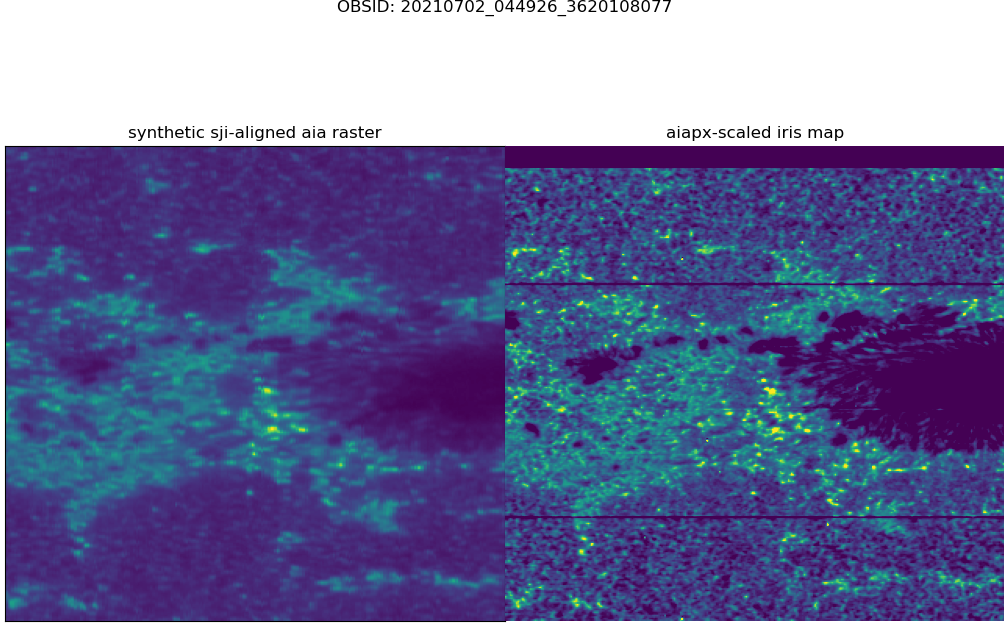 OBSID: 20210702_044926_3620108077
synthetic sji-aligned aia raster
aiapx-scaled iris map